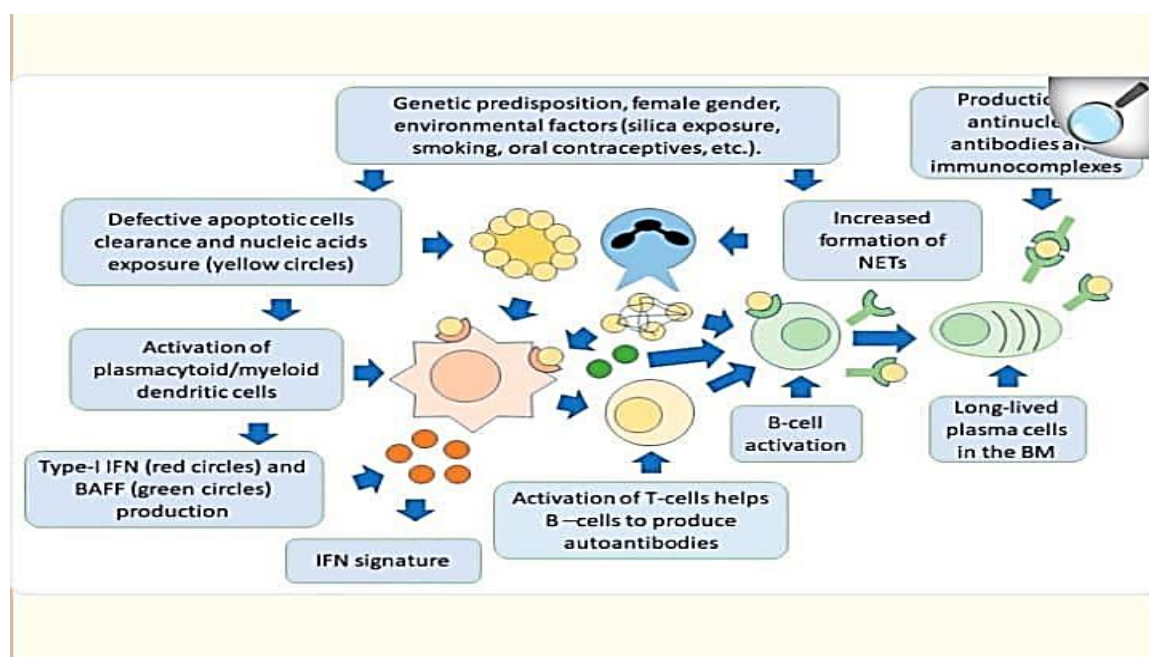 Genetic predisposition, female gender,
environmental factors (silica exposure,
smoking, oral contraceptives, etc.).
Production
antinucle
antibodies an
immunocomplexes
Defective apoptotic cells
clearance and nucleic acids
exposure (yellow circles)
Increased
formation of
NETs
Activation of
plasmacytoid/myeloid
dendritic cells
B-cell
activation
Long-lived
plasma cells
in the BM
Type-I IFN (red circles) and
BAFF (green circles)
production
Activation of T-cells helps
B –cells to produce
autoantibodies
IFN signature